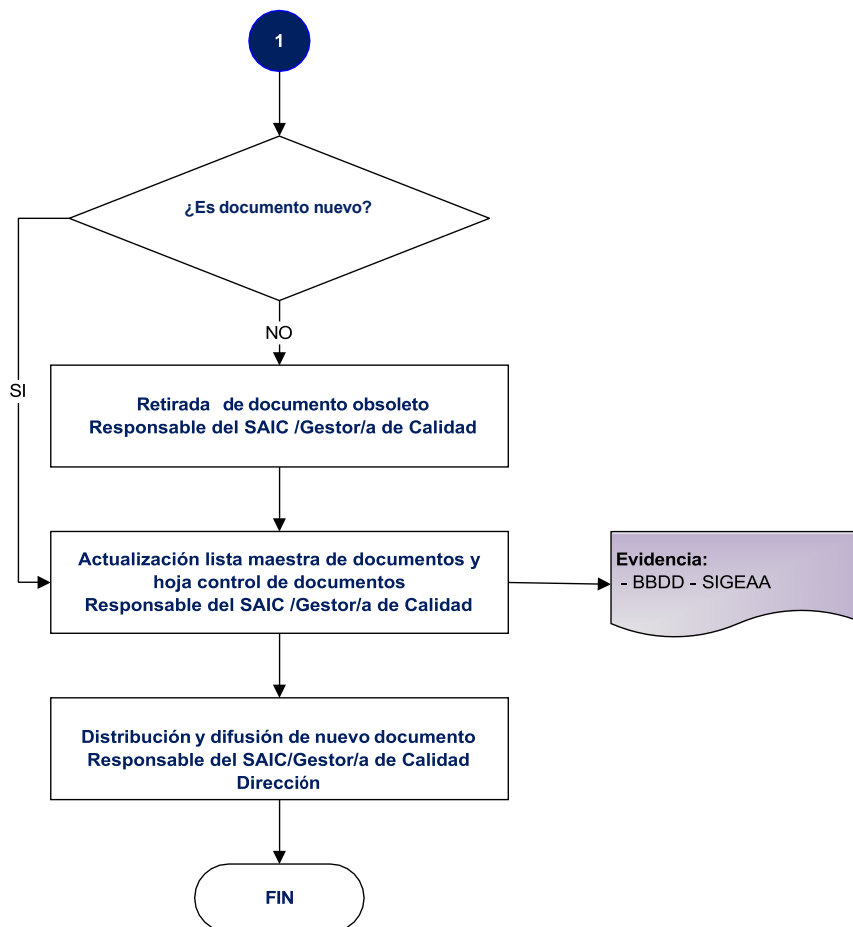 1
¿Es documento nuevo?
NO
SI
Retirada de documento obsoleto
Responsable del SAIC /Gestor/a de Calidad
Actualización lista maestra de documentos y
hoja control de documentos
Responsable del SAIC /Gestor/a de Calidad
Evidencia:
- BBDD - SIGEAA
Distribución y difusión de nuevo documento
Responsable del SAIC/Gestor/a de Calidad
Dirección
FIN